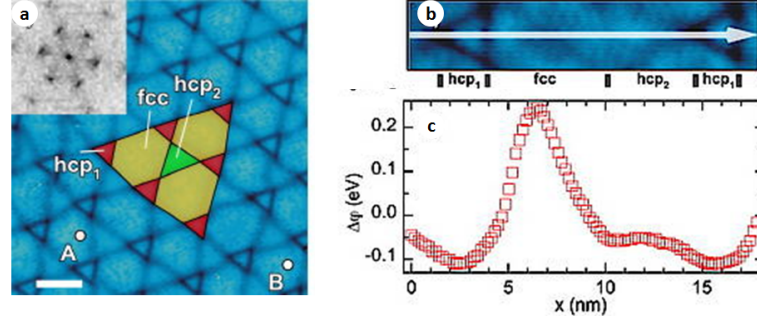 a
hcp2
fcc
hcp1
A
B
b
hcp1 fcc hcp2 hcp1
c
0.2
0.1
0.0
-0.1
Δφ (eV)
0 5 10 15
x (nm)